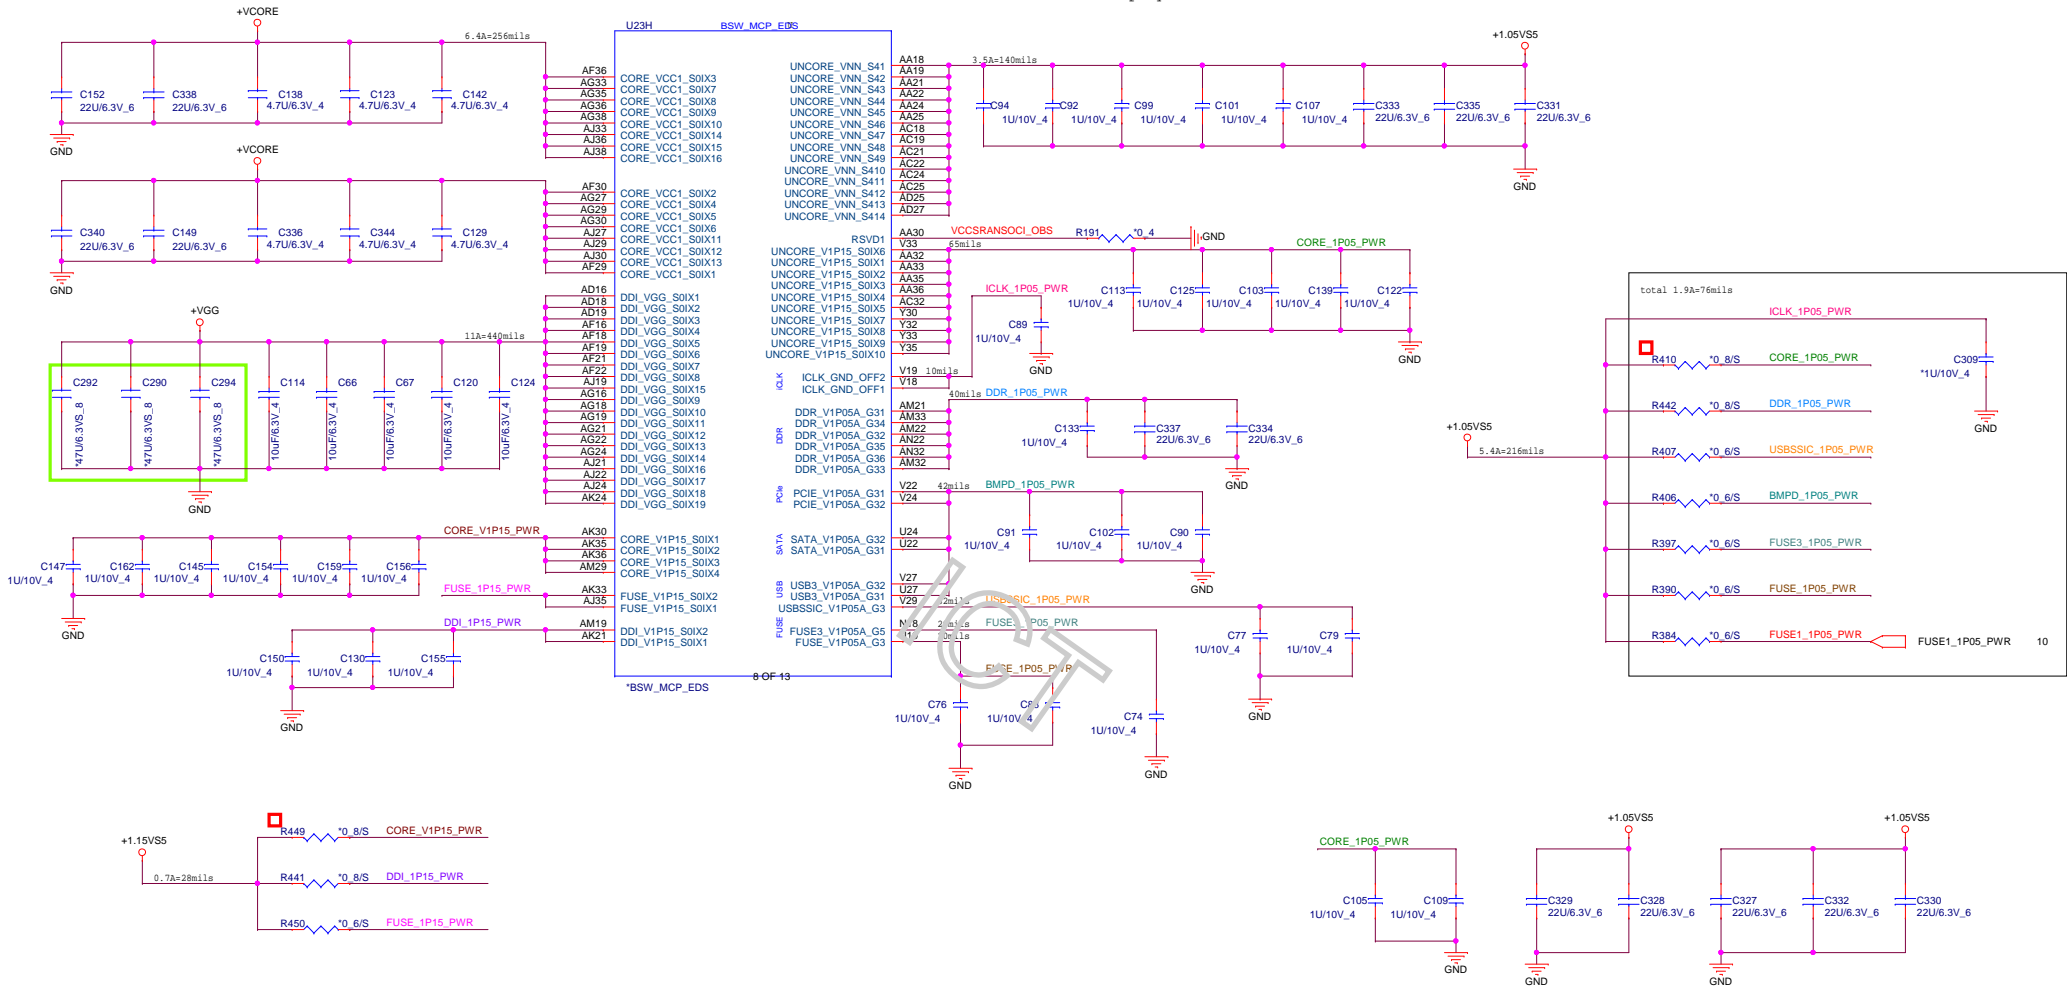 +VCORE
6.4A=256mils
C152
22U/6.3V_6
C338
22U/6.3V_6
C138
4.7U/6.3V_4
C123
4.7U/6.3V_4
C142
4.7U/6.3V_4
GND
+VCORE
C340
22U/6.3V_6
C149
22U/6.3V_6
C336
4.7U/6.3V_4
C344
4.7U/6.3V_4
C129
4.7U/6.3V_4
GND
+VGG
11A=440mils
C292
*47U/6.3VS_8
C290
*47U/6.3VS_8
C294
*47U/6.3VS_8
C114
10uF/6.3V_4
C66
10uF/6.3V_4
C67
10uF/6.3V_4
C120
10uF/6.3V_4
C124
10uF/6.3V_4
GND
CORE_V1P15_PWR
C147
1U/10V_4
C162
1U/10V_4
C145
1U/10V_4
C154
1U/10V_4
C159
1U/10V_4
C156
1U/10V_4
GND
FUSE_1P15_PWR
DDI_1P15_PWR
C150
1U/10V_4
C130
1U/10V_4
C155
1U/10V_4
GND
U23H
BSW_MCP_EDS
AF36 CORE_VCC1_S0IX3
AG33 CORE_VCC1_S0IX7
AG35 CORE_VCC1_S0IX8
AG36 CORE_VCC1_S0IX9
AG38 CORE_VCC1_S0IX10
AJ33 CORE_VCC1_S0IX14
AJ36 CORE_VCC1_S0IX15
AJ38 CORE_VCC1_S0IX16
AF30 CORE_VCC1_S0IX2
AG27 CORE_VCC1_S0IX4
AG29 CORE_VCC1_S0IX5
AG30 CORE_VCC1_S0IX6
AJ27 CORE_VCC1_S0IX11
AJ29 CORE_VCC1_S0IX12
AJ30 CORE_VCC1_S0IX13
AF29 CORE_VCC1_S0IX1
AD16 DDI_VGG_S0IX1
AD18 DDI_VGG_S0IX2
AD19 DDI_VGG_S0IX3
AF16 DDI_VGG_S0IX4
AF18 DDI_VGG_S0IX5
AF19 DDI_VGG_S0IX6
AF21 DDI_VGG_S0IX7
AF22 DDI_VGG_S0IX8
AJ19 DDI_VGG_S0IX15
AG16 DDI_VGG_S0IX9
AG18 DDI_VGG_S0IX10
AG19 DDI_VGG_S0IX11
AG21 DDI_VGG_S0IX12
AG22 DDI_VGG_S0IX13
AG24 DDI_VGG_S0IX14
AJ21 DDI_VGG_S0IX16
AJ22 DDI_VGG_S0IX17
AJ24 DDI_VGG_S0IX18
AK24 DDI_VGG_S0IX19
AK30 CORE_V1P15_S0IX1
AK35 CORE_V1P15_S0IX2
AK36 CORE_V1P15_S0IX3
AM29 CORE_V1P15_S0IX4
AK33 FUSE_V1P15_S0IX2
AJ35 FUSE_V1P15_S0IX1
AM19 DDI_V1P15_S0IX2
AK21 DDI_V1P15_S0IX1
UNCORE_VNN_S41 AA18
UNCORE_VNN_S42 AA19
UNCORE_VNN_S43 AA21
UNCORE_VNN_S44 AA22
UNCORE_VNN_S45 AA24
UNCORE_VNN_S46 AA25
UNCORE_VNN_S47 AC18
UNCORE_VNN_S48 AC19
UNCORE_VNN_S49 AC21
UNCORE_VNN_S410 AC22
UNCORE_VNN_S411 AC24
UNCORE_VNN_S412 AC25
UNCORE_VNN_S413 AD25
UNCORE_VNN_S414 AD27
RSVD1 AA30
UNCORE_V1P15_S0IX6 V33
UNCORE_V1P15_S0IX1 AA32
UNCORE_V1P15_S0IX2 AA33
UNCORE_V1P15_S0IX3 AA35
UNCORE_V1P15_S0IX4 AA36
UNCORE_V1P15_S0IX5 AC32
UNCORE_V1P15_S0IX7 Y30
UNCORE_V1P15_S0IX8 Y32
UNCORE_V1P15_S0IX9 Y33
UNCORE_V1P15_S0IX10 Y35
ICLK
ICLK_GND_OFF2 V19
ICLK_GND_OFF1 V18
DDR
DDR_V1P05A_G31 AM21
DDR_V1P05A_G34 AM33
DDR_V1P05A_G32 AM22
DDR_V1P05A_G35 AN22
DDR_V1P05A_G36 AN32
DDR_V1P05A_G33 AM32
PCIe
PCIE_V1P05A_G31 V22
PCIE_V1P05A_G32 V24
SATA
SATA_V1P05A_G32 U24
SATA_V1P05A_G31 U22
USB
USB3_V1P05A_G32 V27
USB3_V1P05A_G31 U27
USBSSIC_V1P05A_G3 V29
FUSE
FUSE3_V1P05A_G5 N18
FUSE_V1P05A_G3
8 OF 13
*BSW_MCP_EDS
3.5A=140mils
+1.05VS5
C94
1U/10V_4
C92
1U/10V_4
C99
1U/10V_4
C101
1U/10V_4
C107
1U/10V_4
C333
22U/6.3V_6
C335
22U/6.3V_6
C331
22U/6.3V_6
GND
VCCSRANSOCI_OBS
R191
*0_4
GND
65mils
CORE_1P05_PWR
C113
1U/10V_4
C125
1U/10V_4
C103
1U/10V_4
C139
1U/10V_4
C122
1U/10V_4
GND
ICLK_1P05_PWR
C89
1U/10V_4
GND
10mils
40mils
DDR_1P05_PWR
C133
1U/10V_4
C337
22U/6.3V_6
C334
22U/6.3V_6
GND
42mils
BMPD_1P05_PWR
C91
1U/10V_4
C102
1U/10V_4
C90
1U/10V_4
GND
USBSSIC_1P05_PWR
C77
1U/10V_4
C79
1U/10V_4
GND
FUSE3_1P05_PWR
FUSE_1P05_PWR
C76
1U/10V_4
1U/10V_4
GND
C74
1U/10V_4
GND
ICT
total 1.9A=76mils
ICLK_1P05_PWR
C309
*1U/10V_4
GND
+1.05VS5
5.4A=216mils
R410 *0_8/S CORE_1P05_PWR
R442 *0_8/S DDR_1P05_PWR
R407 *0_6/S USBSSIC_1P05_PWR
R406 *0_6/S BMPD_1P05_PWR
R397 *0_6/S FUSE3_1P05_PWR
R390 *0_6/S FUSE_1P05_PWR
R384 *0_6/S FUSE1_1P05_PWR
FUSE1_1P05_PWR 10
+1.15VS5
0.7A=28mils
R449 *0_8/S CORE_V1P15_PWR
R441 *0_8/S DDI_1P15_PWR
R450 *0_6/S FUSE_1P15_PWR
CORE_1P05_PWR
C105
1U/10V_4
C109
1U/10V_4
GND
+1.05VS5
C329
22U/6.3V_6
C328
22U/6.3V_6
GND
+1.05VS5
C327
22U/6.3V_6
C332
22U/6.3V_6
C330
22U/6.3V_6
GND